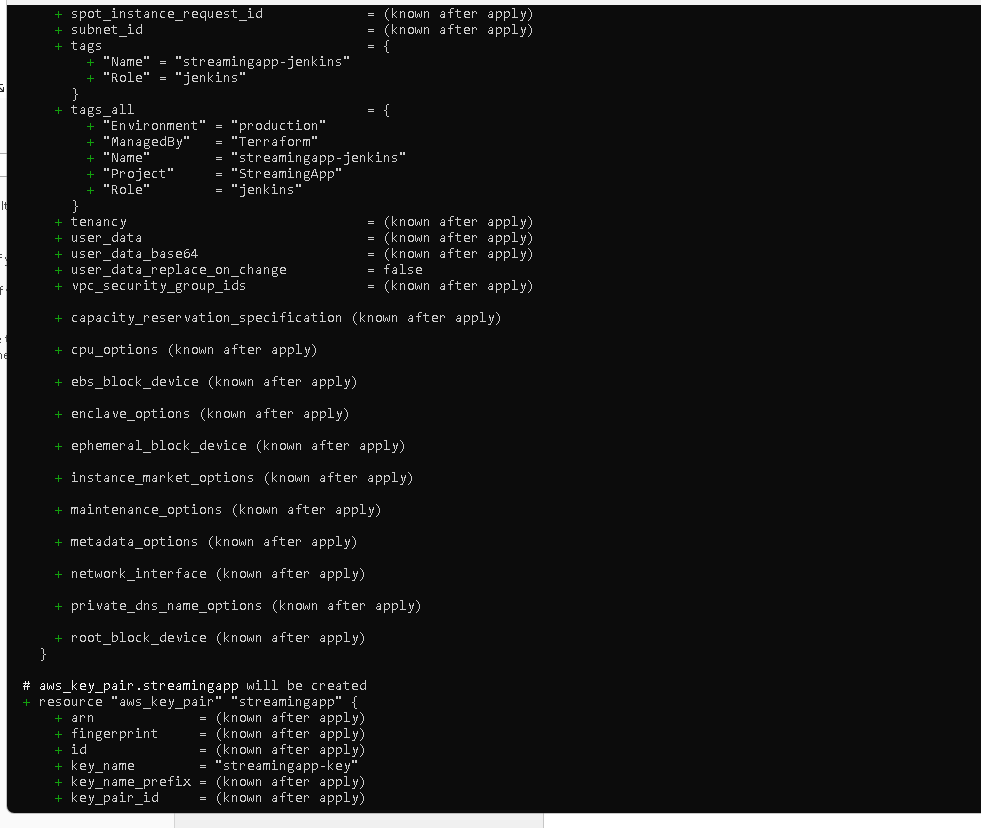 + spot_instance_request_id             = (known after apply)
+ subnet_id                            = (known after apply)
+ tags                                 = {
    + "Name" = "streamingapp-jenkins"
    + "Role" = "jenkins"
  }
+ tags_all                             = {
    + "Environment" = "production"
    + "ManagedBy"   = "Terraform"
    + "Name"        = "streamingapp-jenkins"
    + "Project"     = "StreamingApp"
    + "Role"        = "jenkins"
  }
+ tenancy                              = (known after apply)
+ user_data                            = (known after apply)
+ user_data_base64                     = (known after apply)
+ user_data_replace_on_change          = false
+ vpc_security_group_ids               = (known after apply)
+ capacity_reservation_specification (known after apply)
+ cpu_options (known after apply)
+ ebs_block_device (known after apply)
+ enclave_options (known after apply)
+ ephemeral_block_device (known after apply)
+ instance_market_options (known after apply)
+ maintenance_options (known after apply)
+ metadata_options (known after apply)
+ network_interface (known after apply)
+ private_dns_name_options (known after apply)
+ root_block_device (known after apply)
}
# aws_key_pair.streamingapp will be created
+ resource "aws_key_pair" "streamingapp" {
    + arn             = (known after apply)
    + fingerprint     = (known after apply)
    + id              = (known after apply)
    + key_name        = "streamingapp-key"
    + key_name_prefix = (known after apply)
    + key_pair_id     = (known after apply)